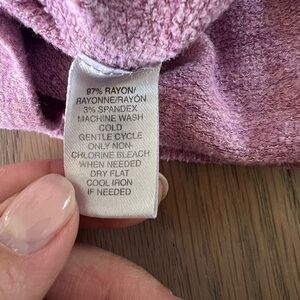 97% RAYON/
RAYONNE/RAYÓN
3% SPANDEX
MACHINE WASH
COLD
GENTLE CYCLE
ONLY NON-
CHLORINE BLEACH
WHEN NEEDED
DRY FLAT
COOL IRON
IF NEEDED